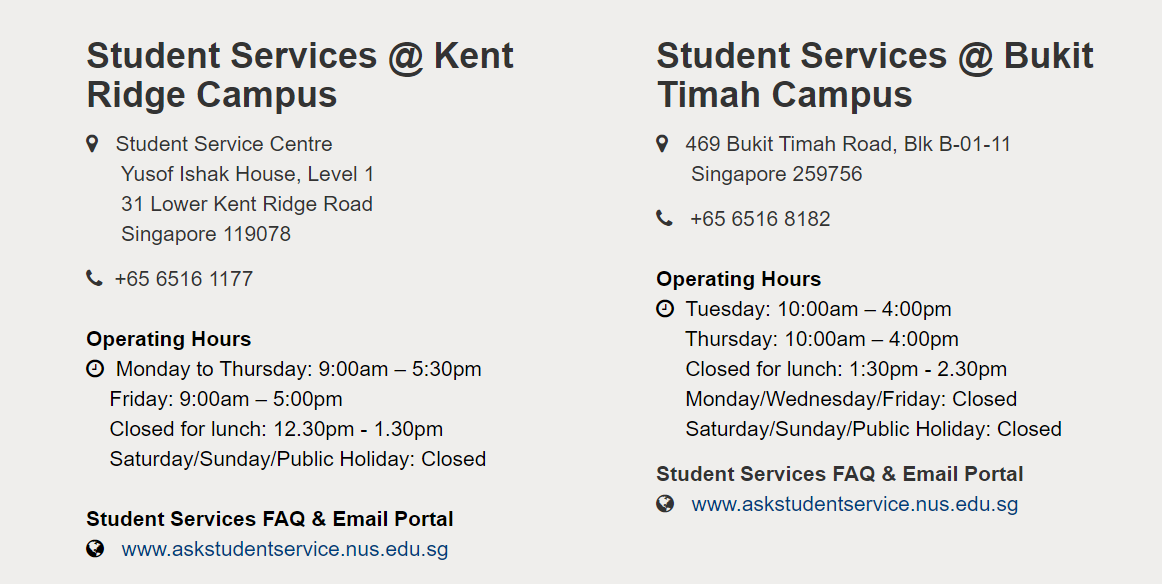 Student Services @ Kent
Ridge Campus
Student Service Centre
Yusof Ishak House, Level 1
31 Lower Kent Ridge Road
Singapore 119078
+65 6516 1177
Operating Hours
Monday to Thursday: 9:00am – 5:30pm
Friday: 9:00am – 5:00pm
Closed for lunch: 12.30pm - 1.30pm
Saturday/Sunday/Public Holiday: Closed
Student Services FAQ & Email Portal
www.askstudentservice.nus.edu.sg
Student Services @ Bukit
Timah Campus
469 Bukit Timah Road, Blk B-01-11
Singapore 259756
+65 6516 8182
Operating Hours
Tuesday: 10:00am – 4:00pm
Thursday: 10:00am – 4:00pm
Closed for lunch: 1:30pm - 2.30pm
Monday/Wednesday/Friday: Closed
Saturday/Sunday/Public Holiday: Closed
Student Services FAQ & Email Portal
www.askstudentservice.nus.edu.sg